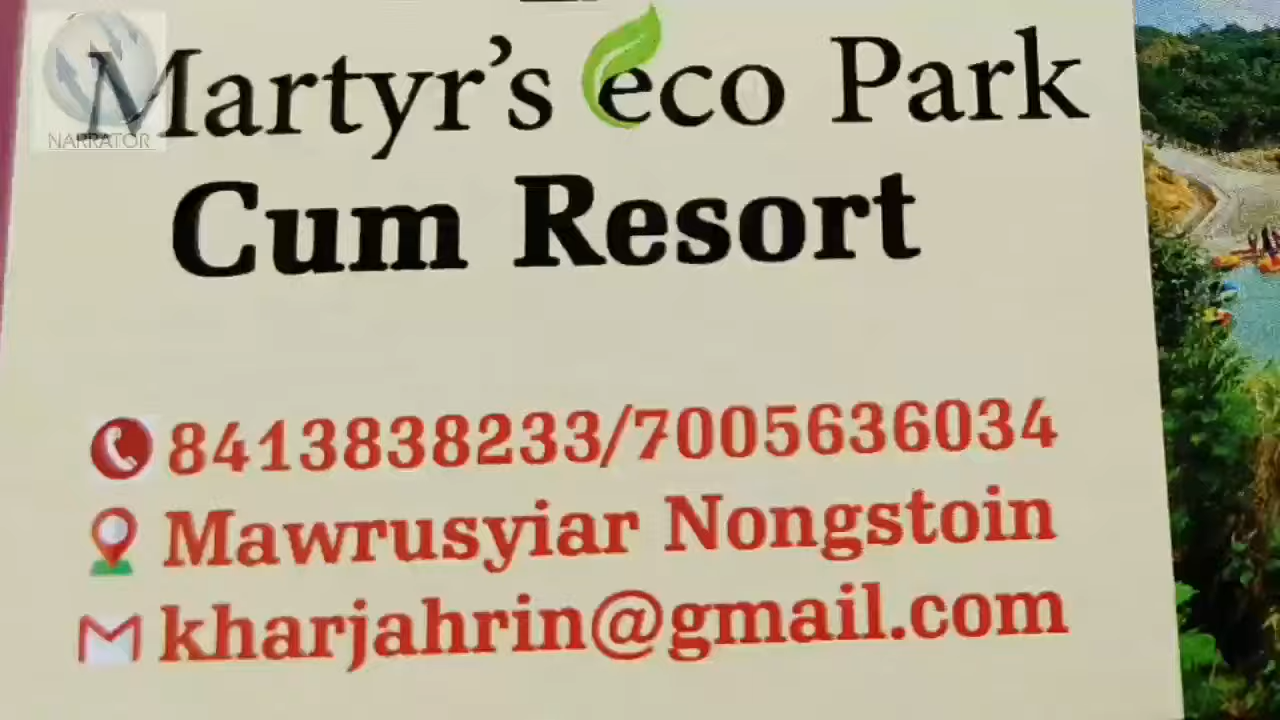 Martyr's eco Park
NARRATOR
Cum Resort
8413838233/7005636034
Mawrusyiar Nongstoin
kharjahrin@gmail.com